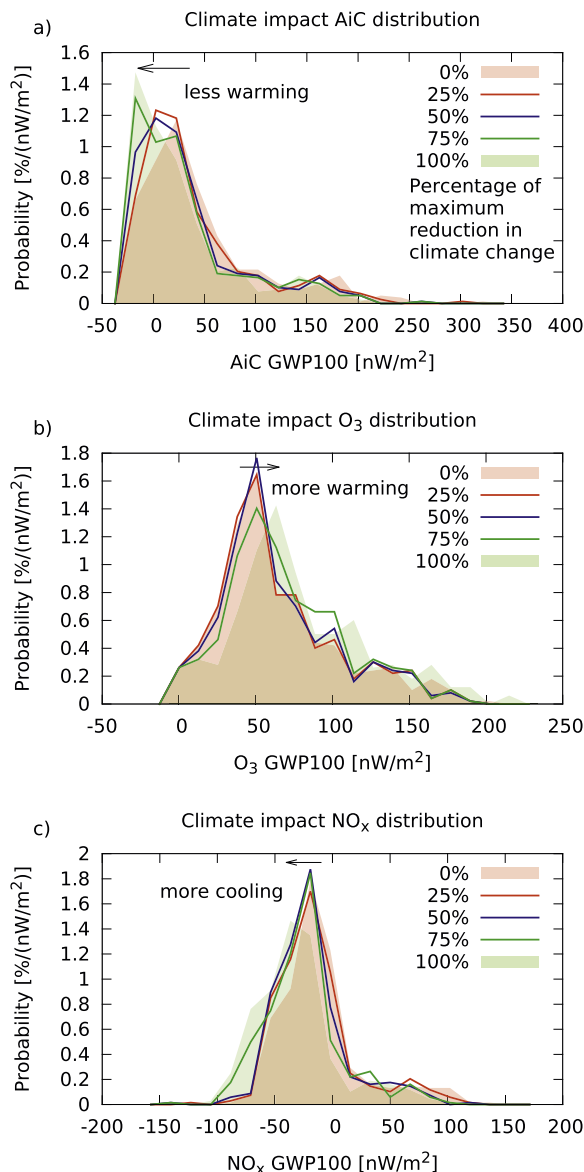 a)
Climate impact AiC distribution
Probability [%/(nW/m²)]
1.6
1.4
1.2
1
0.8
0.6
0.4
0.2
0
less warming
0%
25%
50%
75%
100%
Percentage of
maximum
reduction in
climate change
-50 0 50 100 150 200 250 300 350 400
AiC GWP100 [nW/m²]
b)
Climate impact O₃ distribution
Probability [%/(nW/m²)]
1.8
1.6
1.4
1.2
1
0.8
0.6
0.4
0.2
0
more warming
0%
25%
50%
75%
100%
-50 0 50 100 150 200 250
O₃ GWP100 [nW/m²]
c)
Climate impact NOₓ distribution
Probability [%/(nW/m²)]
2
1.8
1.6
1.4
1.2
1
0.8
0.6
0.4
0.2
0
more cooling
0%
25%
50%
75%
100%
-200 -150 -100 -50 0 50 100 150 200
NOₓ GWP100 [nW/m²]